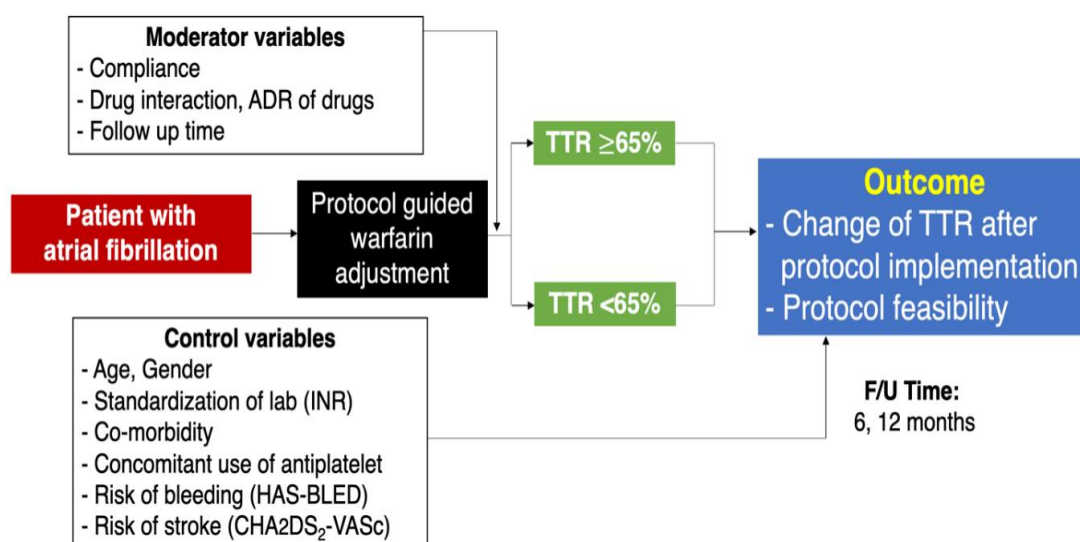 Moderator variables
- Compliance
- Drug interaction, ADR of drugs
- Follow up time
Patient with
atrial fibrillation
Protocol guided
warfarin
adjustment
TTR ≥65%
TTR <65%
Outcome
- Change of TTR after
protocol implementation
- Protocol feasibility
Control variables
- Age, Gender
- Standardization of lab (INR)
- Co-morbidity
- Concomitant use of antiplatelet
- Risk of bleeding (HAS-BLED)
- Risk of stroke (CHA2DS₂-VASc)
F/U Time:
6, 12 months